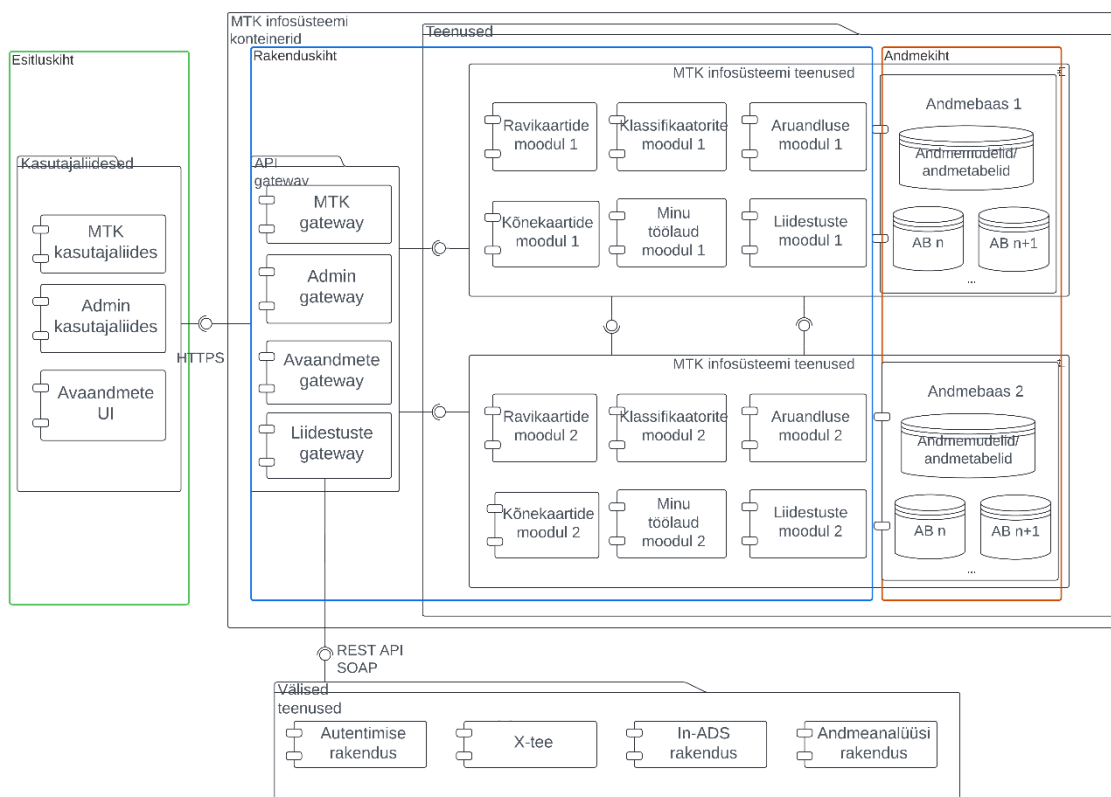 MTK infosüsteemi
konteinerid
Teenused
Esitluskiht
Rakenduskiht
Andmekiht
MTK infosüsteemi teenused
Andmebaas 1
Andmemudelid/
andmetabelid
AB n
AB n+1
...
Ravikaartide
moodul 1
Klassifikaatorite
moodul 1
Aruandluse
moodul 1
Kõnekaartide
moodul 1
Minu
töölaud
moodul 1
Liidestuste
moodul 1
Kasutajaliidesed
MTK
kasutajaliides
Admin
kasutajaliides
Avaandmete
UI
HTTPS
API
gateway
MTK
gateway
Admin
gateway
Avaandmete
gateway
Liidestuste
gateway
MTK infosüsteemi teenused
Ravikaartide
moodul 2
Klassifikaatorite
moodul 2
Aruandluse
moodul 2
Kõnekaartide
moodul 2
Minu
töölaud
moodul 2
Liidestuste
moodul 2
Andmebaas 2
Andmemudelid/
andmetabelid
AB n
AB n+1
...
REST API
SOAP
Välised
teenused
Autentimise
rakendus
X-tee
In-ADS
rakendus
Andmeanalüüsi
rakendus